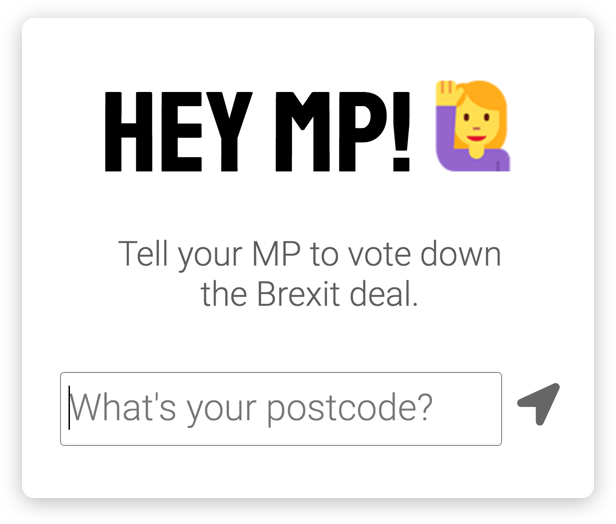 HEY MP!
Tell your MP to vote down
the Brexit deal.
What's your postcode?